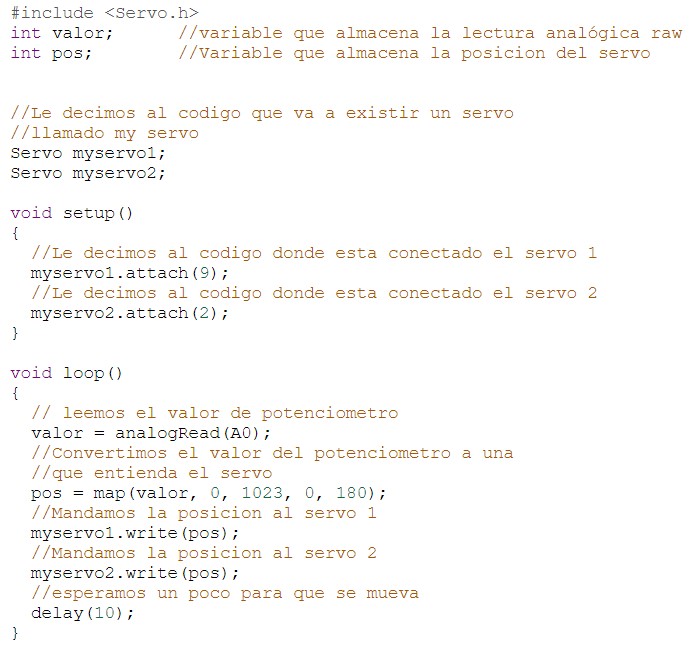 #include <Servo.h>
int valor;      //variable que almacena la lectura analógica raw
int pos;        //Variable que almacena la posicion del servo
//Le decimos al codigo que va a existir un servo
//llamado my servo
Servo myservo1;
Servo myservo2;
void setup()
{
  //Le decimos al codigo donde esta conectado el servo 1
  myservo1.attach(9);
  //Le decimos al codigo donde esta conectado el servo 2
  myservo2.attach(2);
}
void loop()
{
  // leemos el valor de potenciometro
  valor = analogRead(A0);
  //Convertimos el valor del potenciometro a una
  //que entienda el servo
  pos = map(valor, 0, 1023, 0, 180);
  //Mandamos la posicion al servo 1
  myservo1.write(pos);
  //Mandamos la posicion al servo 2
  myservo2.write(pos);
  //esperamos un poco para que se mueva
  delay(10);
}